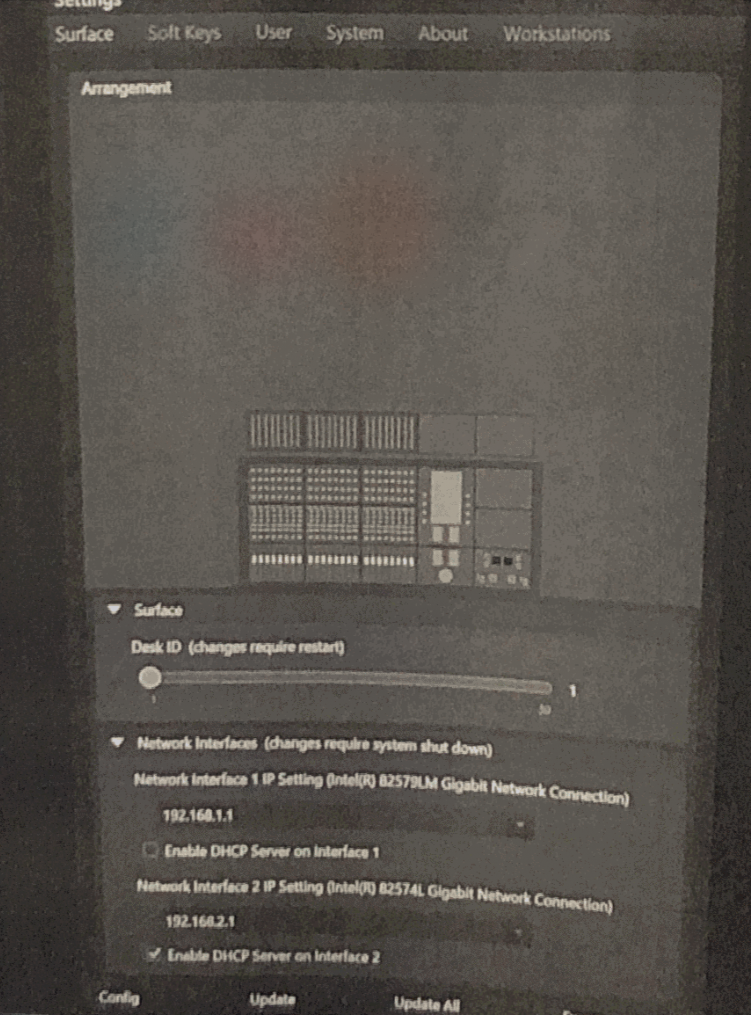 Settings
Surface Soft Keys User System About Workstations
Arrangement
Surface
Desk ID (changes require restart)
1
1
Network Interfaces (changes require system shut down)
Network Interface 1 IP Setting (Intel(R) 82579LM Gigabit Network Connection)
192.168.1.1
Enable DHCP Server on Interface 1
Network Interface 2 IP Setting (Intel(R) 82574L Gigabit Network Connection)
192.168.2.1
Enable DHCP Server on Interface 2
Config Update Update All